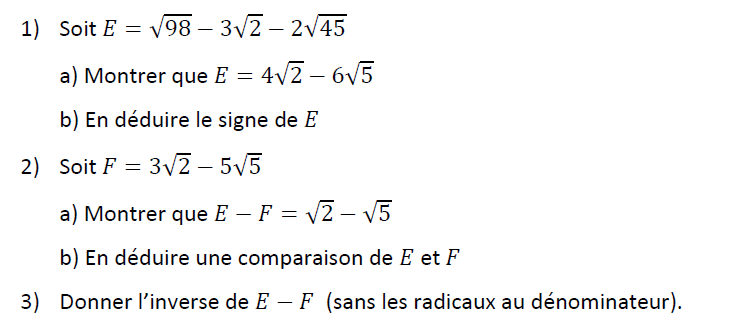 1) Soit E = √98 − 3√2 − 2√45
a) Montrer que E = 4√2 − 6√5
b) En déduire le signe de E
2) Soit F = 3√2 − 5√5
a) Montrer que E − F = √2 − √5
b) En déduire une comparaison de E et F
3) Donner l’inverse de E − F (sans les radicaux au dénominateur).